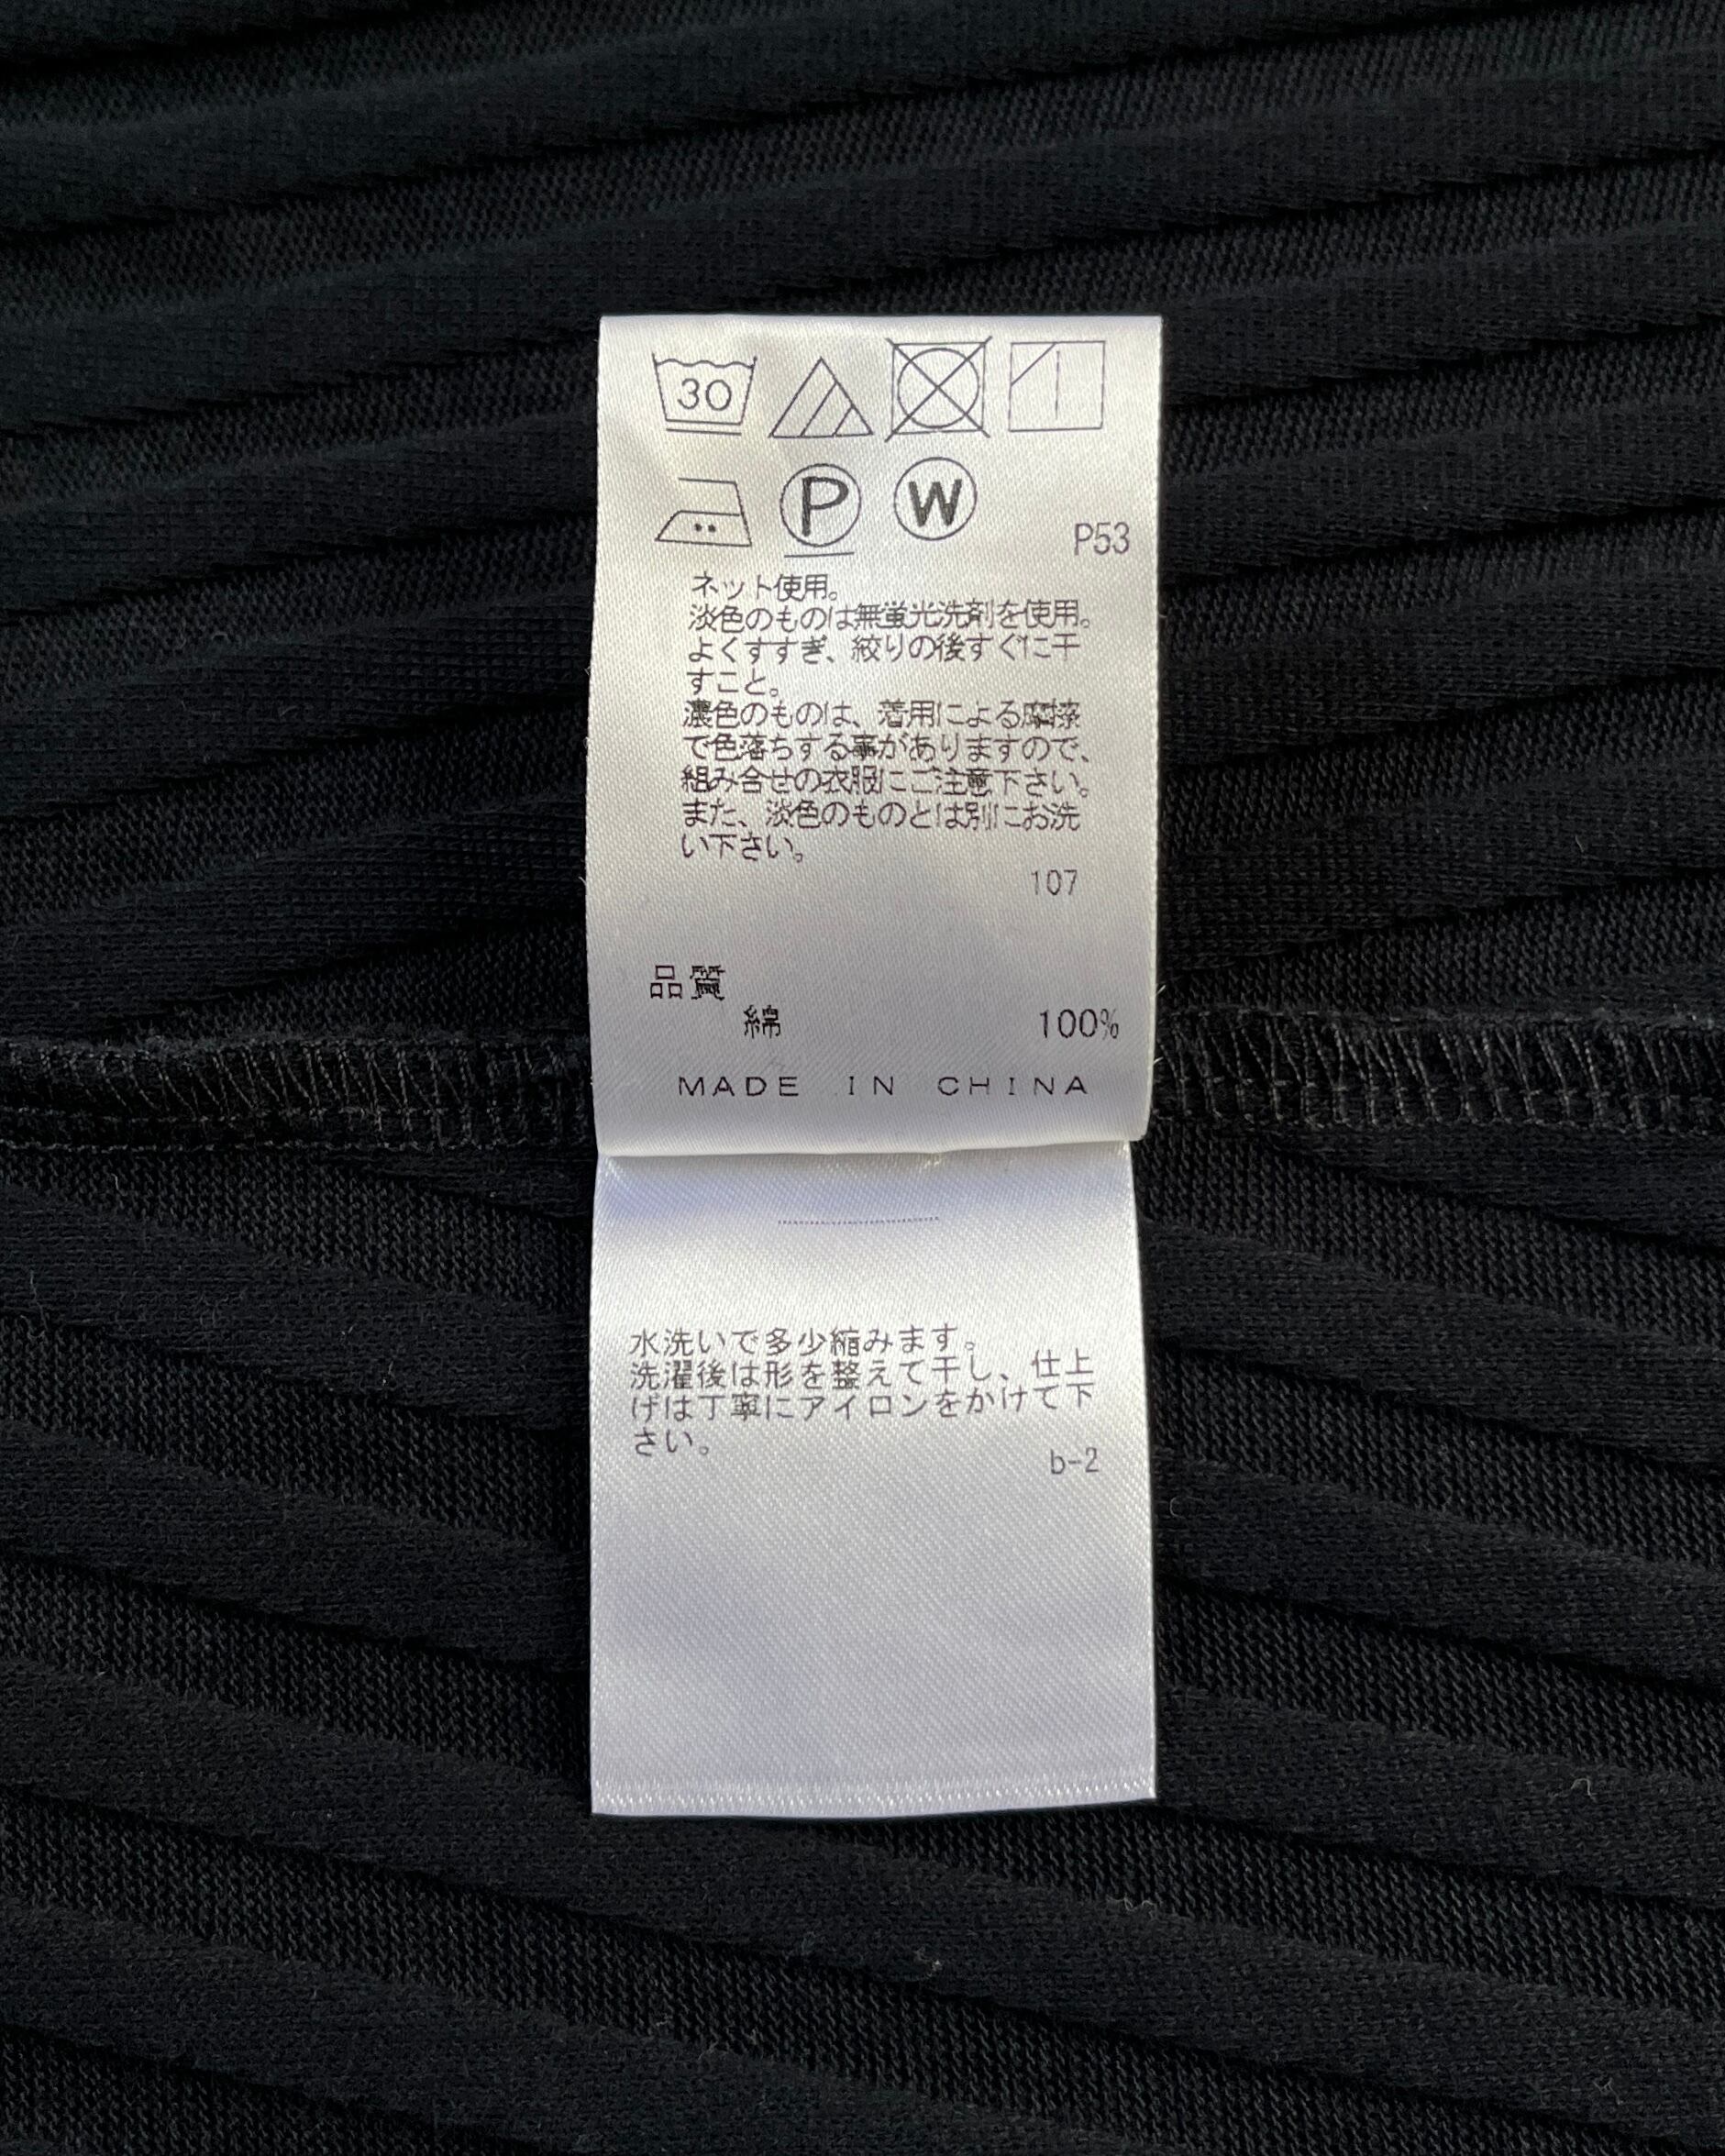 30
P W
P53
ネット使用。
淡色のものは無蛍光洗剤を使用。
よくすすぎ、絞りの後すぐに干
すこと。
濃色のものは、着用による摩擦
で色落ちする事がありますので、
組み合せの衣服にご注意下さい。
また、淡色のものとは別にお洗
い下さい。
107
品質
綿 100%
MADE IN CHINA
水洗いで多少縮みます。
洗濯後は形を整えて干し、仕上
げは丁寧にアイロンをかけて下
さい。
b-2